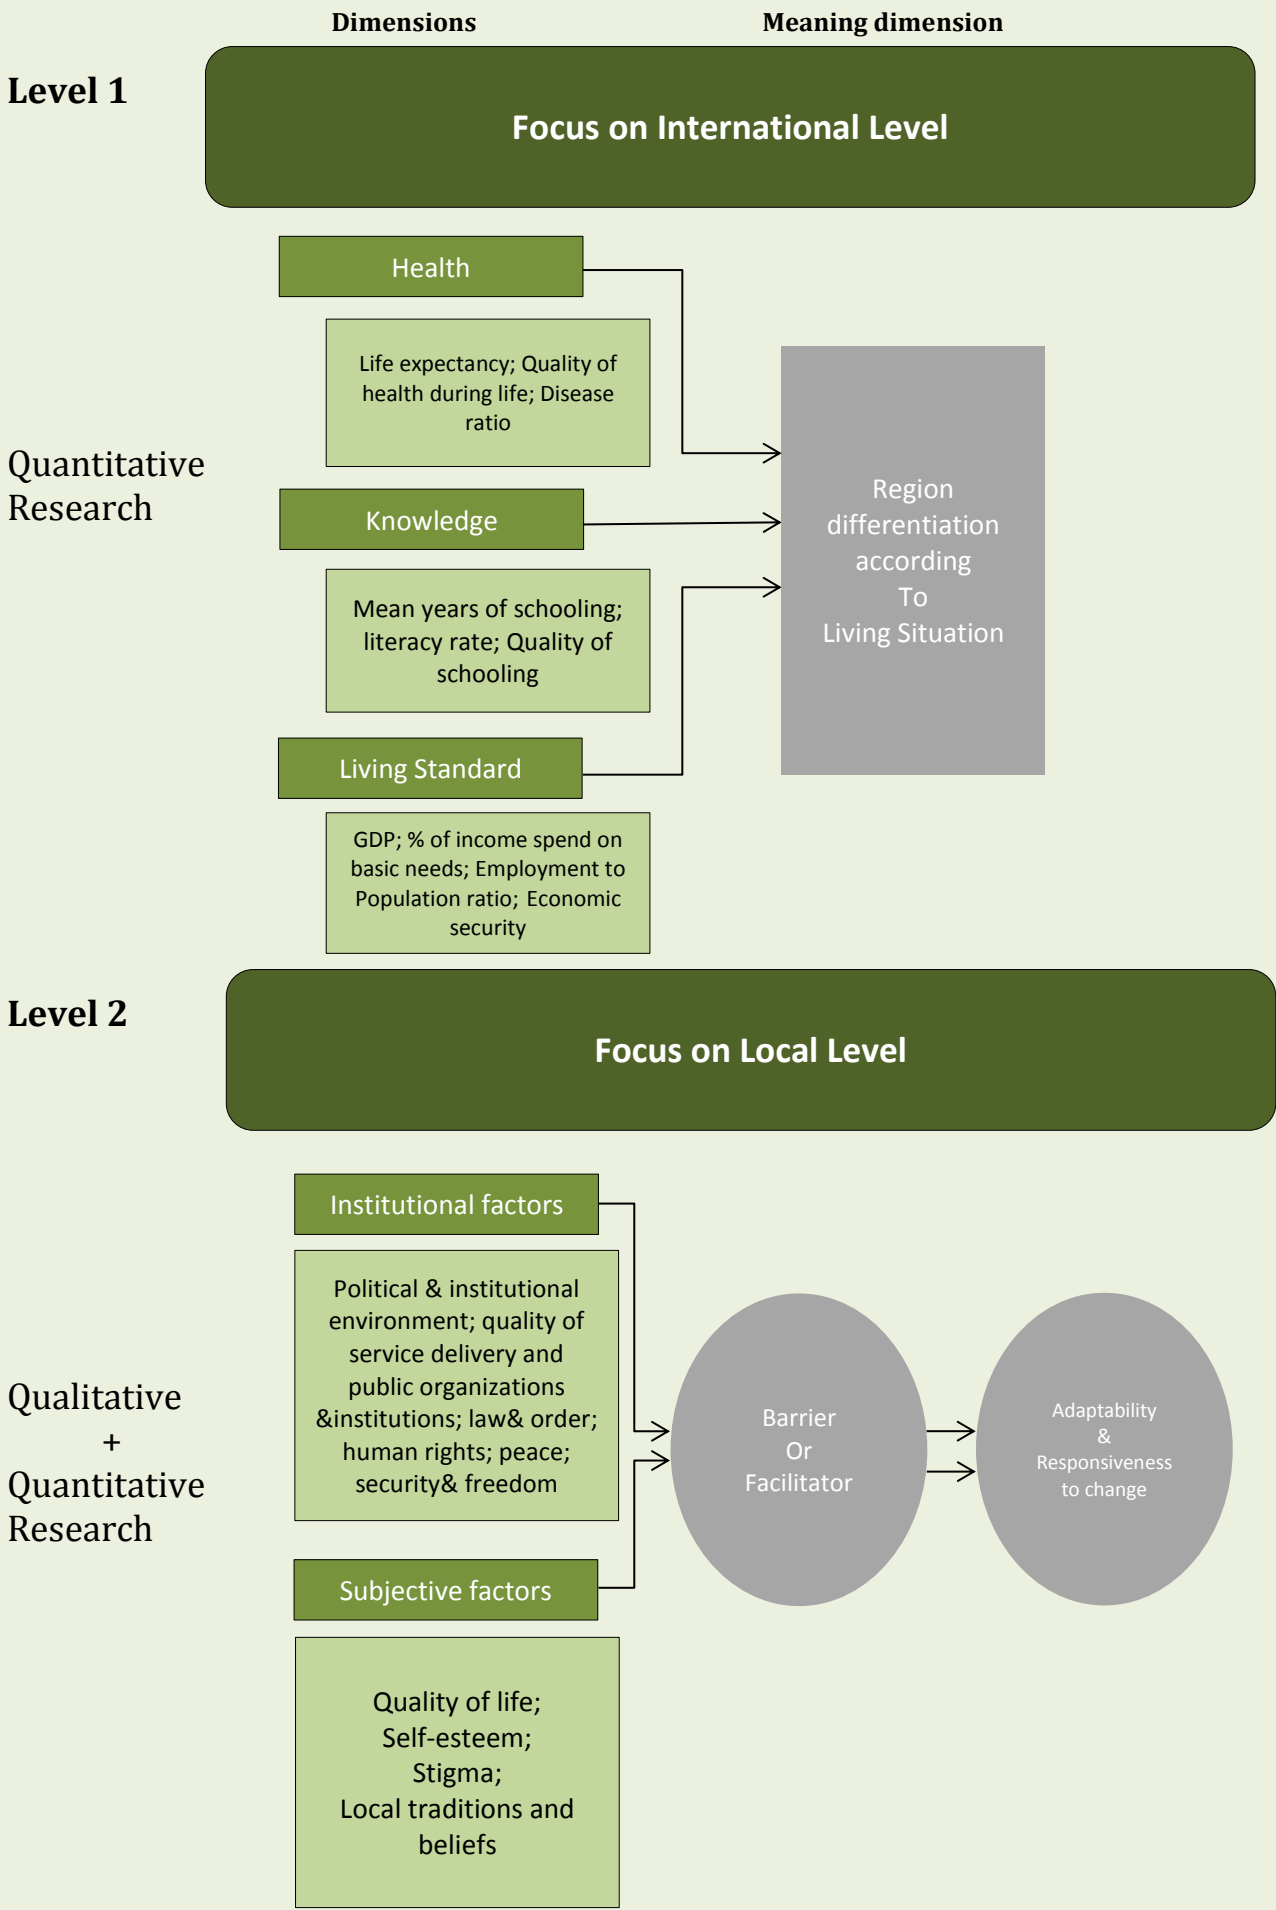 Dimensions
Meaning dimension
Level 1
Focus on International Level
Health
Life expectancy; Quality of
health during life; Disease
ratio
Quantitative
Research
Knowledge
Mean years of schooling;
literacy rate; Quality of
schooling
Living Standard
GDP; % of income spend on
basic needs; Employment to
Population ratio; Economic
security
Region
differentiation
according
To
Living Situation
Level 2
Focus on Local Level
Institutional factors
Political & institutional
environment; quality of
service delivery and
public organizations
&institutions; law& order;
human rights; peace;
security& freedom
Qualitative
+
Quantitative
Research
Subjective factors
Quality of life;
Self-esteem;
Stigma;
Local traditions and
beliefs
Barrier
Or
Facilitator
Adaptability
&
Responsiveness
to change